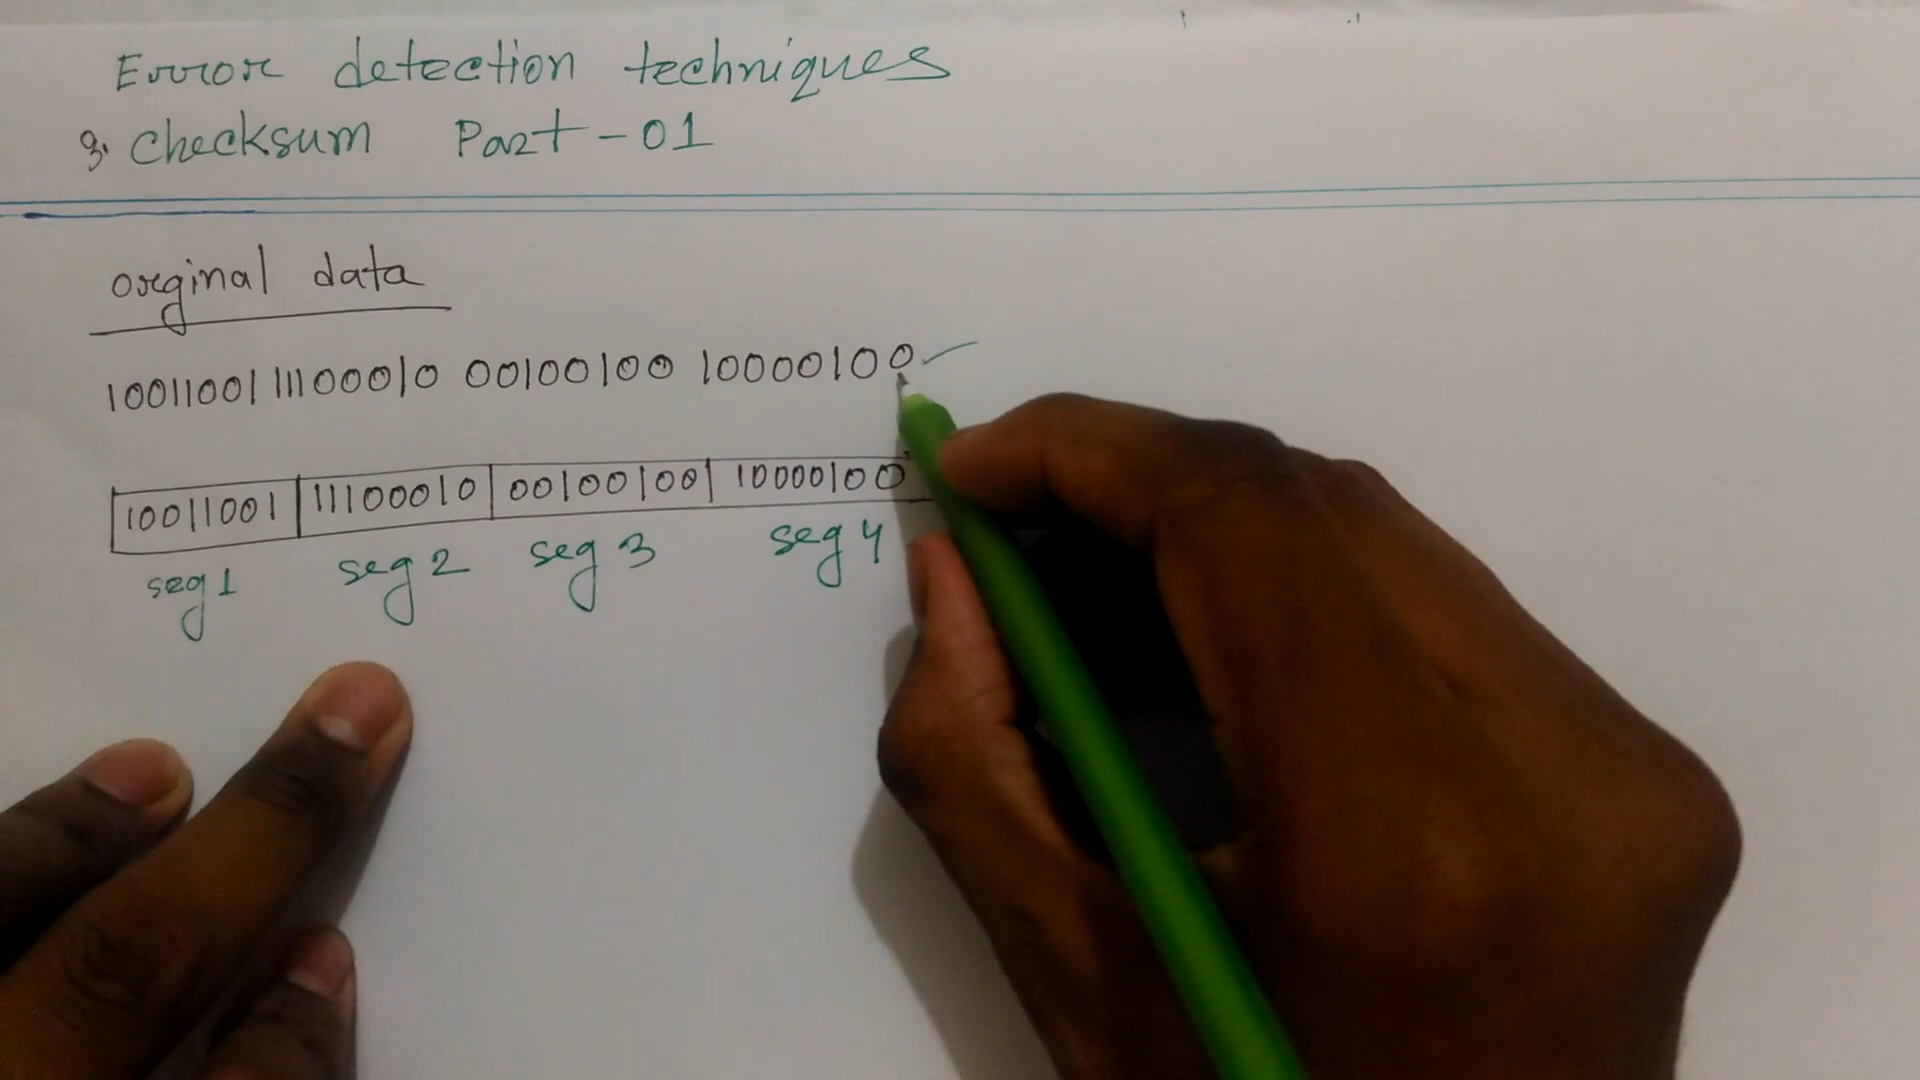 Error detection techniques
3. Checksum Part-01
orginal data
10011001 11100010 00100100 10000100
10011001 11100010 00100100 10000100
seg 1 seg 2 seg 3 seg 4